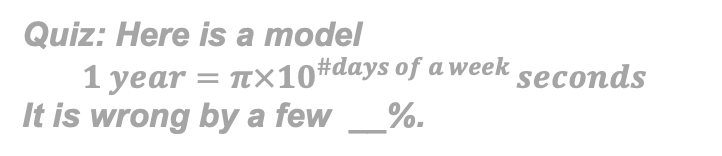 Quiz: Here is a model
1 year = π×10^#days of a week seconds
It is wrong by a few __%.